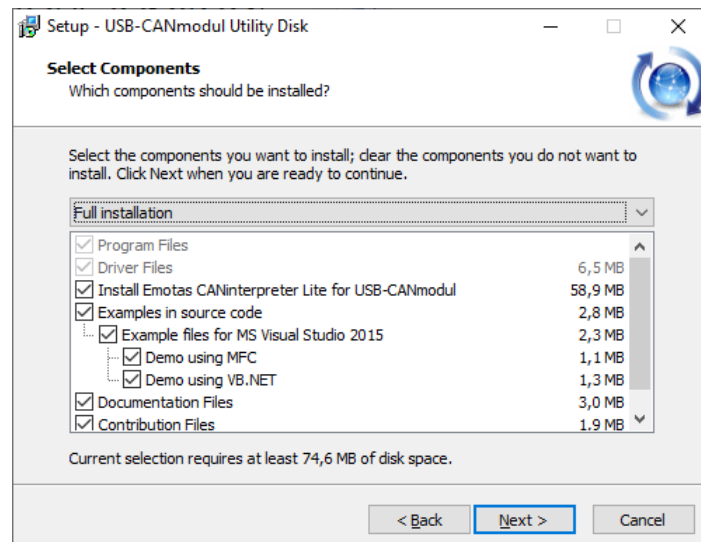 Setup - USB-CANmodul Utility Disk
Select Components
Which components should be installed?
Select the components you want to install; clear the components you do not want to
install. Click Next when you are ready to continue.
Full installation
Program Files
Driver Files 6,5 MB
Install Emotas CANinterpreter Lite for USB-CANmodul 58,9 MB
Examples in source code 2,8 MB
Example files for MS Visual Studio 2015 2,3 MB
Demo using MFC 1,1 MB
Demo using VB.NET 1,3 MB
Documentation Files 3,0 MB
Contribution Files 1,9 MB
Current selection requires at least 74,6 MB of disk space.
< Back Next > Cancel